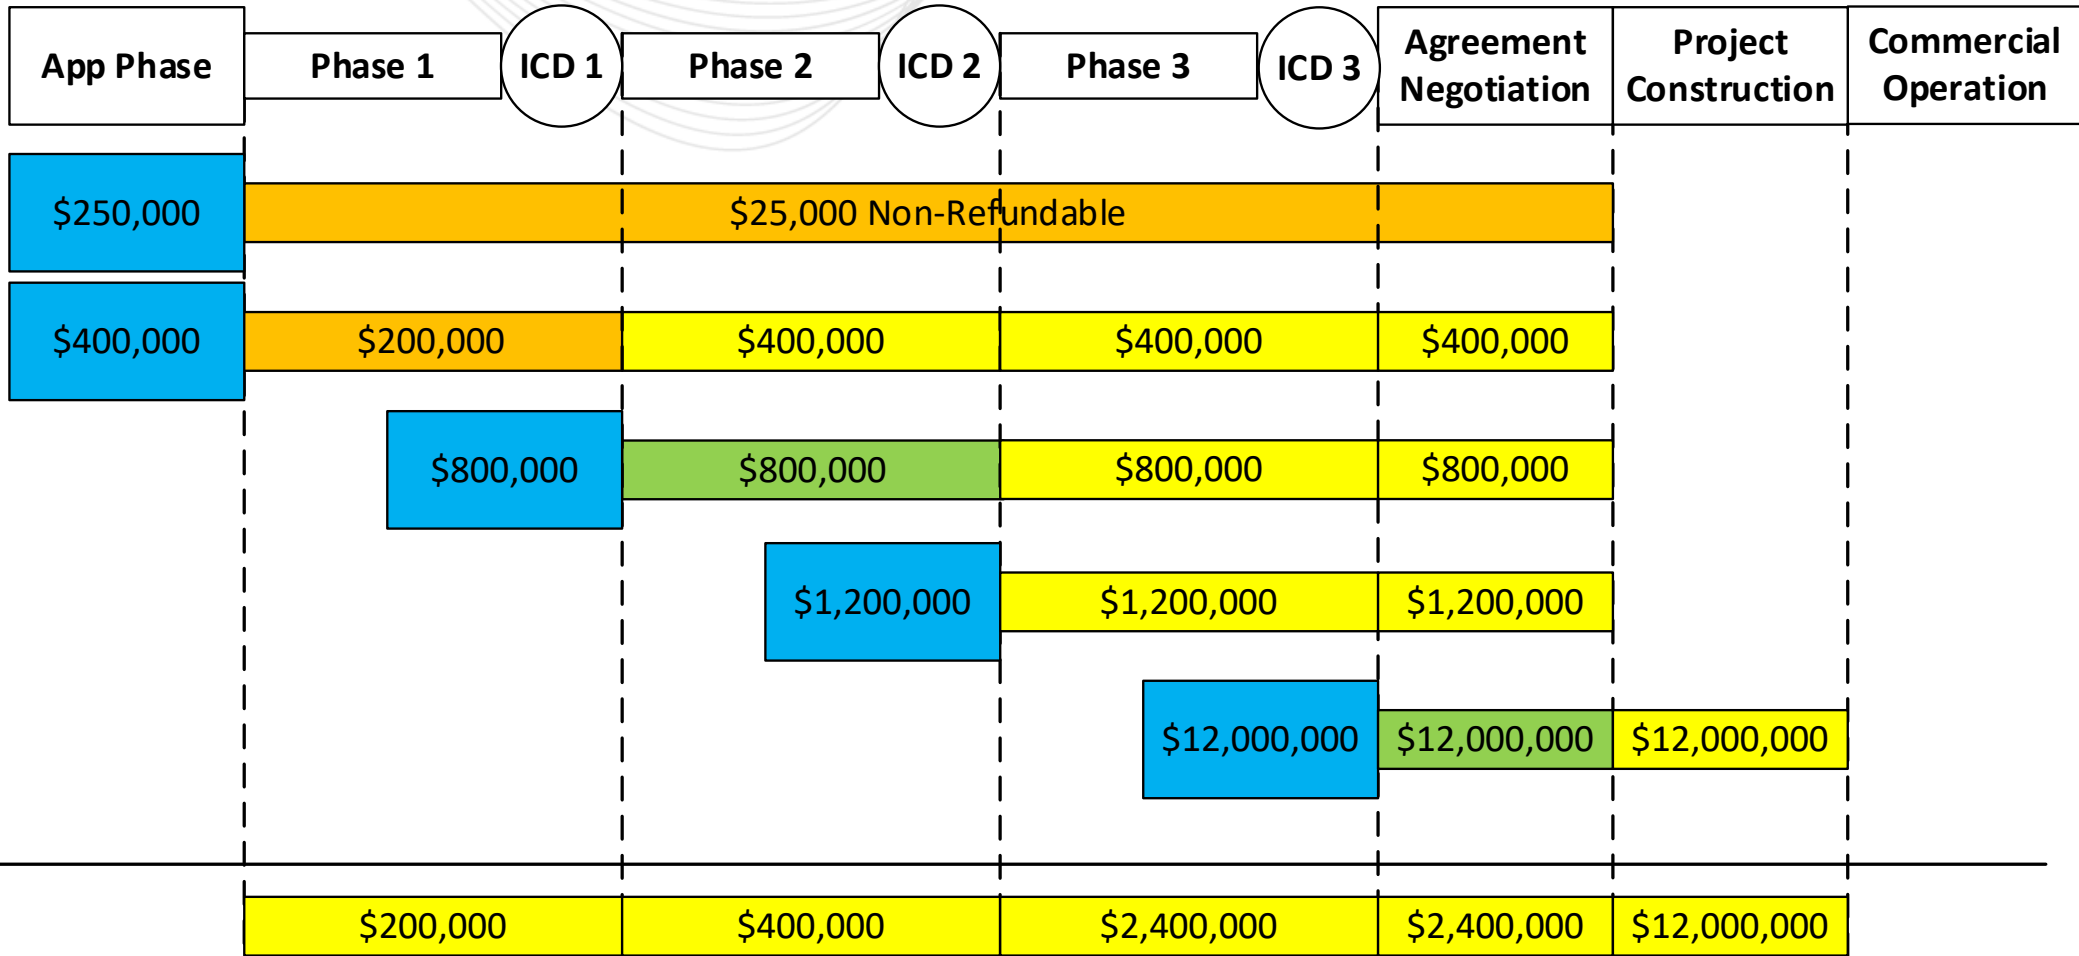 App Phase
Phase 1
ICD 1
Phase 2
ICD 2
Phase 3
ICD 3
Agreement
Negotiation
Project
Construction
Commercial
Operation
$250,000
$25,000 Non-Refundable
$400,000
$200,000
$400,000
$400,000
$400,000
$800,000
$800,000
$800,000
$800,000
$1,200,000
$1,200,000
$1,200,000
$12,000,000
$12,000,000
$12,000,000
$200,000
$400,000
$2,400,000
$2,400,000
$12,000,000